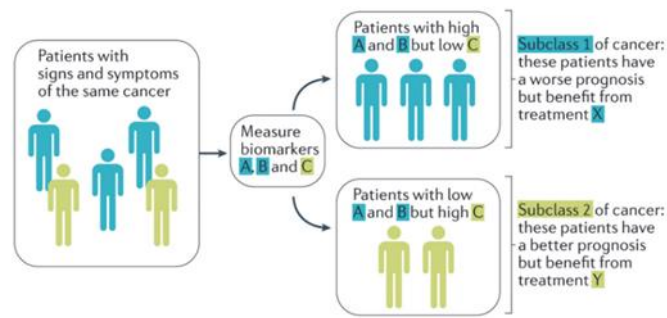 Patients with
signs and symptoms
of the same cancer
Measure
biomarkers
A, B and C
Patients with high
A and B but low C
Subclass 1 of cancer:
these patients have
a worse prognosis
but benefit from
treatment X
Patients with low
A and B but high C
Subclass 2 of cancer:
these patients have
a better prognosis
but benefit from
treatment Y